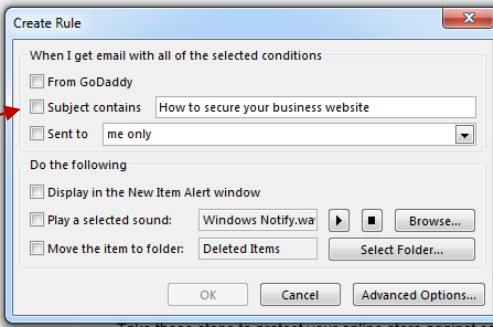 Create Rule
When I get email with all of the selected conditions
From GoDaddy
Subject contains How to secure your business website
Sent to me only
Do the following
Display in the New Item Alert window
Play a selected sound: Windows Notify.wa Browse...
Move the item to folder: Deleted Items Select Folder...
OK Cancel Advanced Options...